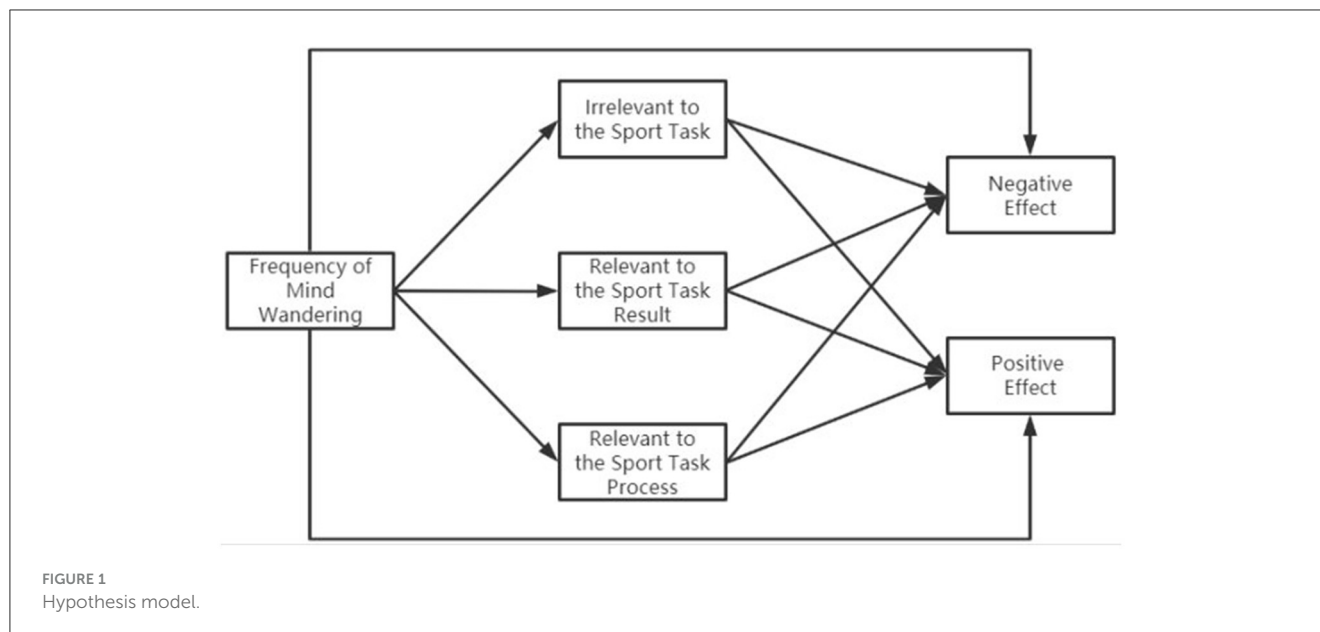 Irrelevant to
the Sport Task
Negative
Effect
Frequency of
Mind
Wandering
Relevant to
the Sport Task
Result
Positive
Effect
Relevant to
the Sport Task
Process
FIGURE 1
Hypothesis model.